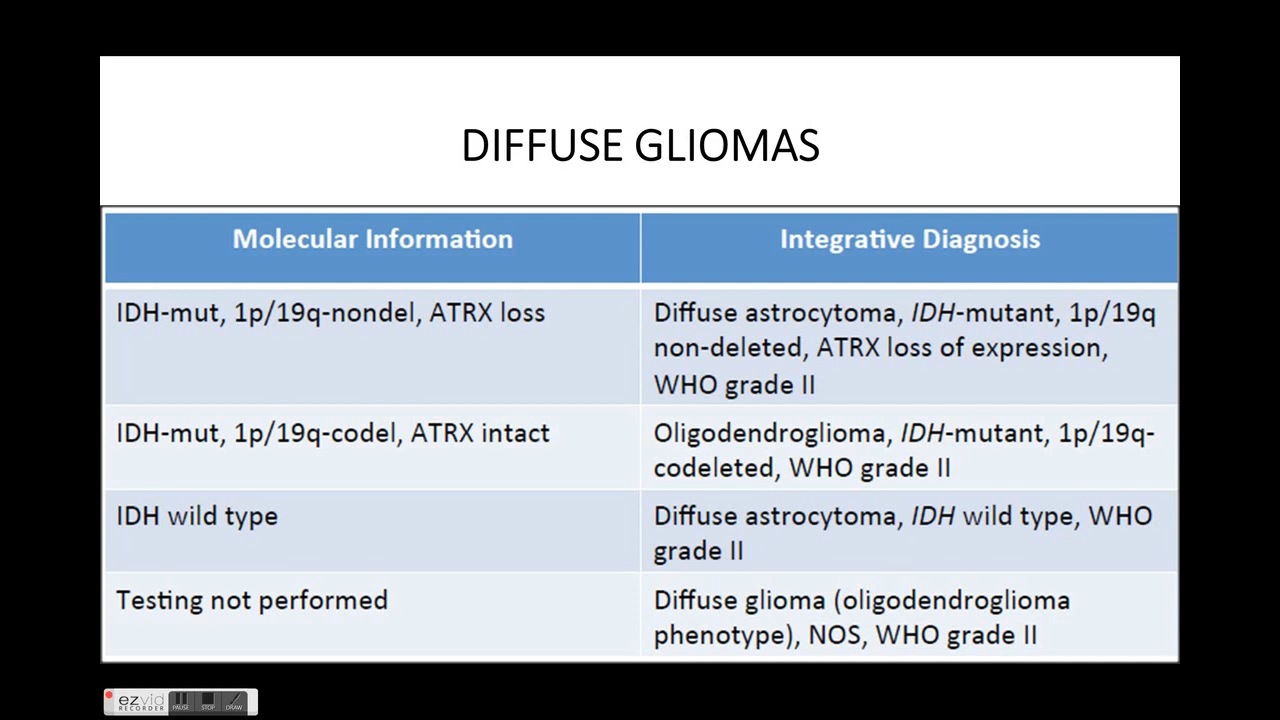 DIFFUSE GLIOMAS
Molecular Information
Integrative Diagnosis
IDH-mut, 1p/19q-nondel, ATRX loss
Diffuse astrocytoma, IDH-mutant, 1p/19q
non-deleted, ATRX loss of expression,
WHO grade II
IDH-mut, 1p/19q-codel, ATRX intact
Oligodendroglioma, IDH-mutant, 1p/19q-
codeleted, WHO grade II
IDH wild type
Diffuse astrocytoma, IDH wild type, WHO
grade II
Testing not performed
Diffuse glioma (oligodendroglioma
phenotype), NOS, WHO grade II
ezvid
RECORDER
PAUSE
STOP
DRAW